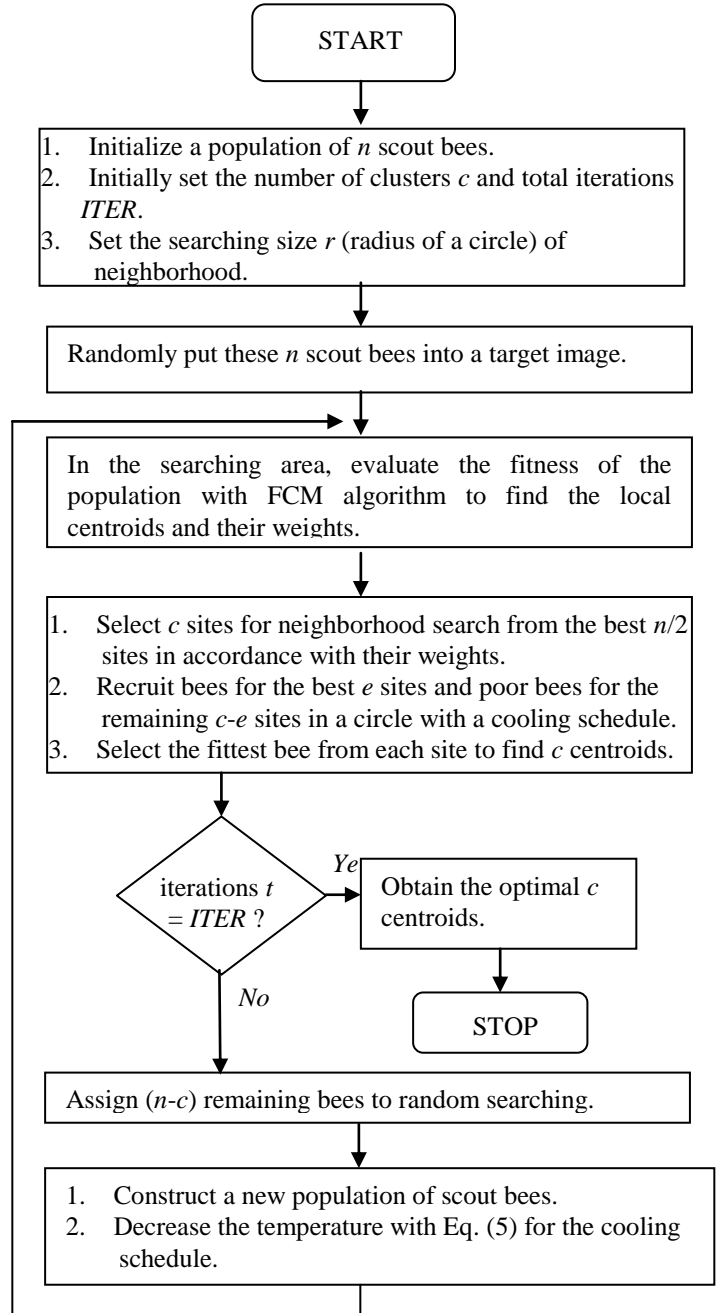 START
1. Initialize a population of n scout bees.
2. Initially set the number of clusters c and total iterations
ITER.
3. Set the searching size r (radius of a circle) of
neighborhood.
Randomly put these n scout bees into a target image.
In the searching area, evaluate the fitness of the
population with FCM algorithm to find the local
centroids and their weights.
1. Select c sites for neighborhood search from the best n/2
sites in accordance with their weights.
2. Recruit bees for the best e sites and poor bees for the
remaining c-e sites in a circle with a cooling schedule.
3. Select the fittest bee from each site to find c centroids.
iterations t
= ITER ?
Ye
Obtain the optimal c
centroids.
No
STOP
Assign (n-c) remaining bees to random searching.
1. Construct a new population of scout bees.
2. Decrease the temperature with Eq. (5) for the cooling
schedule.